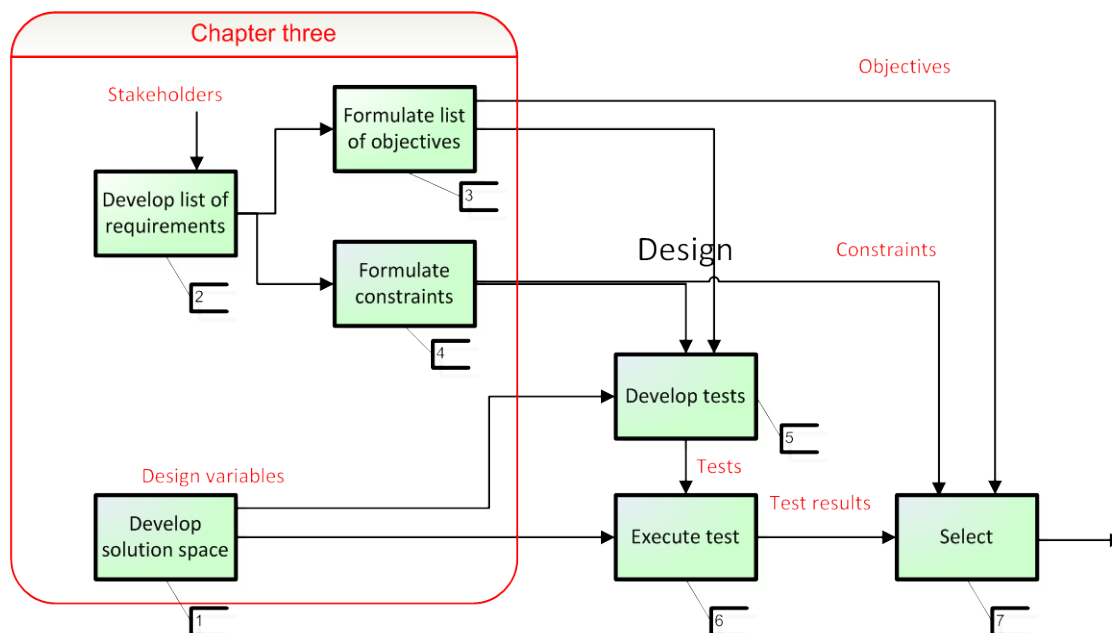 Chapter three
Objectives
Stakeholders
Formulate list
of objectives
3
Develop list of
requirements
2
Design
Constraints
Formulate
constraints
4
Develop tests
5
Tests
Design variables
Develop
solution space
1
Execute test
6
Test results
Select
7